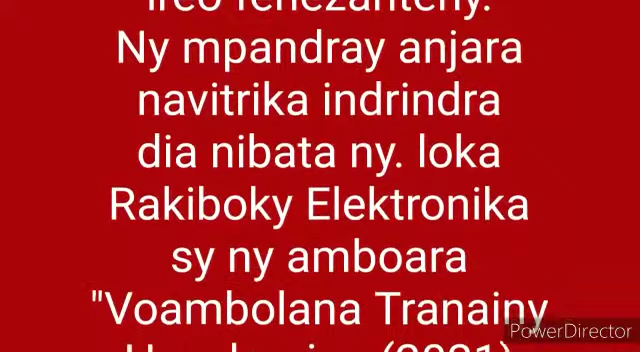 Ny mpandray anjara
navitrika indrindra
dia nibata ny. loka
Rakiboky Elektronika
sy ny amboara
"Voambolana Tranainy
PowerDirector